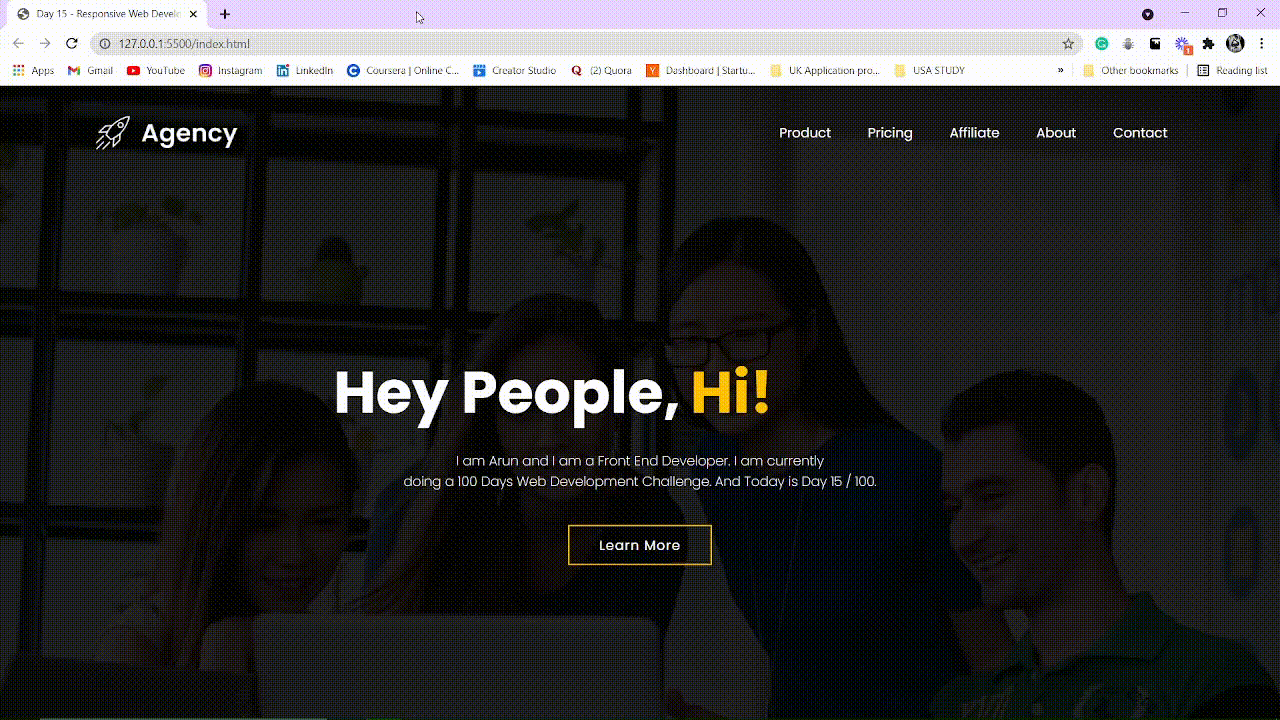 Day 15 - Responsive Web Develo
127.0.0.1:5500/index.html
1
Apps Gmail YouTube Instagram LinkedIn Coursera | Online C... Creator Studio (2) Quora Dashboard | Startu... UK Application pro... USA STUDY » Other bookmarks Reading list
Agency Product Pricing Affiliate About Contact
Hey People, Hi!
I am Arun and I am a Front End Developer. I am currently
doing a 100 Days Web Development Challenge. And Today is Day 15 / 100.
Learn More